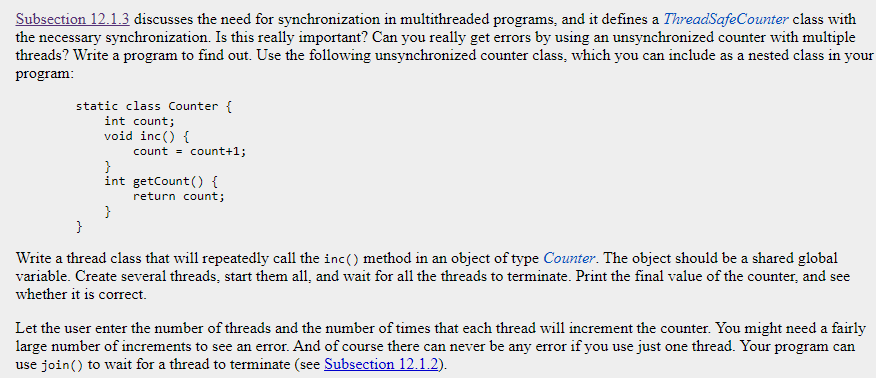 Subsection 12.1.3 discusses the need for synchronization in multithreaded programs, and it defines a ThreadSafeCounter class with
the necessary synchronization. Is this really important? Can you really get errors by using an unsynchronized counter with multiple
threads? Write a program to find out. Use the following unsynchronized counter class, which you can include as a nested class in your
program:
static class Counter {
int count;
void inc() {
count = count+1;
}
int getCount() {
return count;
}
}
Write a thread class that will repeatedly call the inc() method in an object of type Counter. The object should be a shared global
variable. Create several threads, start them all, and wait for all the threads to terminate. Print the final value of the counter, and see
whether it is correct.
Let the user enter the number of threads and the number of times that each thread will increment the counter. You might need a fairly
large number of increments to see an error. And of course there can never be any error if you use just one thread. Your program can
use join() to wait for a thread to terminate (see Subsection 12.1.2).